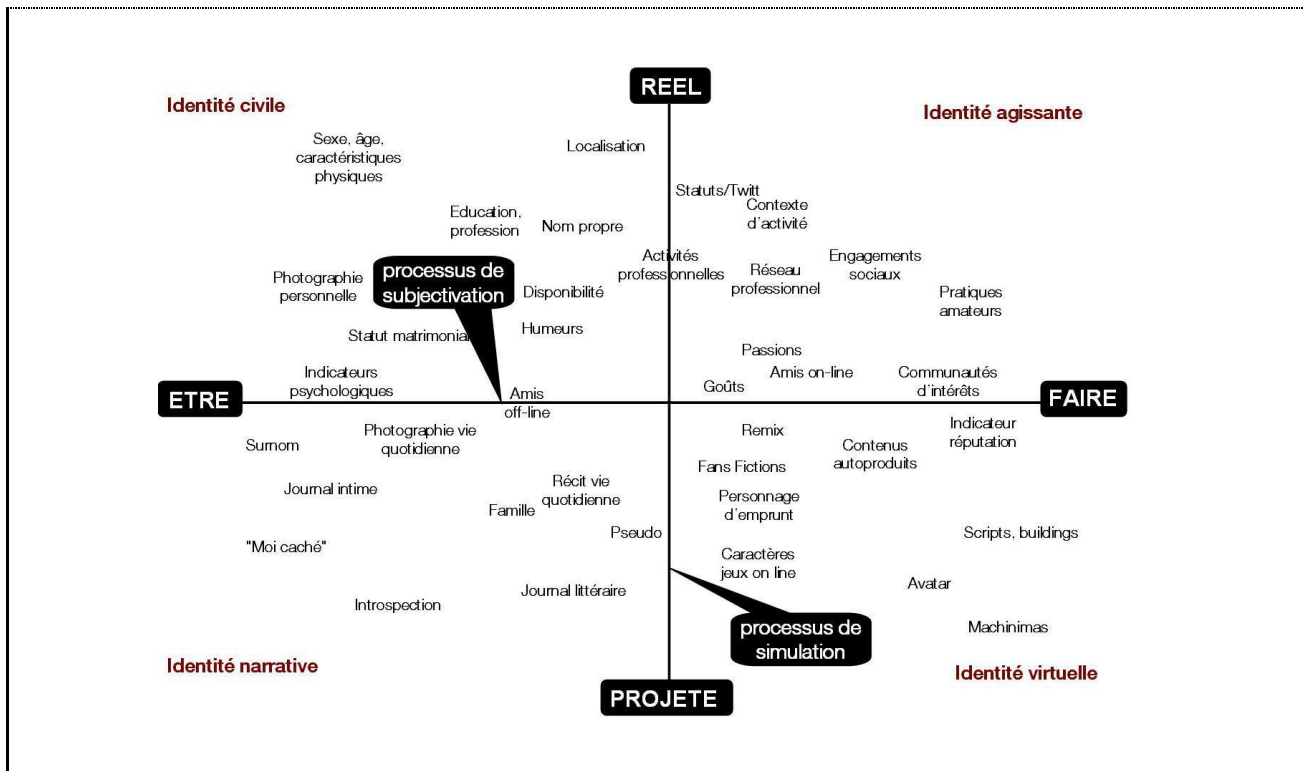 REEL
Identité civile
Identité agissante
Sexe, âge,
caractéristiques
physiques
Localisation
Statuts/Twitt
Contexte
d'activité
Education,
profession
Nom propre
Activités
professionnelles
Engagements
sociaux
Réseau
professionnel
processus de
subjectivation
Photographie
personnelle
Disponibilité
Pratiques
amateurs
Humeurs
Statut matrimonial
Passions
Indicateurs
psychologiques
Amis on-line
Communautés
d'intérêts
Goûts
ETRE
Amis
off-line
FAIRE
Surnom
Photographie vie
quotidienne
Remix
Contenus
autoproduits
Indicateur
réputation
Fans Fictions
Journal intime
Récit vie
quotidienne
Famille
Personnage
d'emprunt
"Moi caché"
Pseudo
Scripts, buildings
Caractères
jeux on line
Avatar
Journal littéraire
Introspection
processus de
simulation
Machinimas
Identité narrative
Identité virtuelle
PROJETE